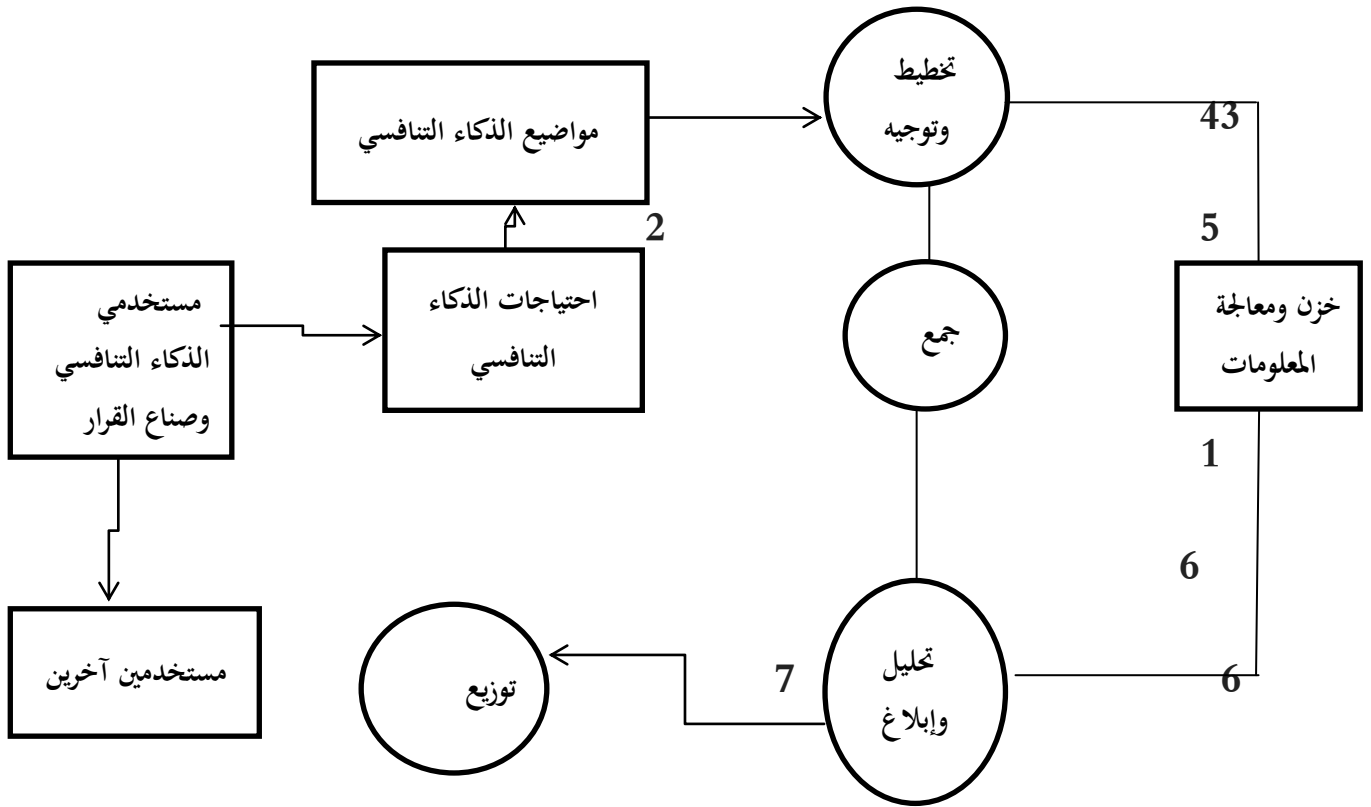 تخطيط
وتوجيه
43
مواضيع الذكاء التنافسي
2
5
مستخدمي
الذكاء التنافسي
وصناع القرار
احتياجات الذكاء
التنافسي
جمع
خزن ومعالجة
المعلومات
1
6
مستخدمين آخرين
توزيع
7
تحليل
وإبلاغ
6